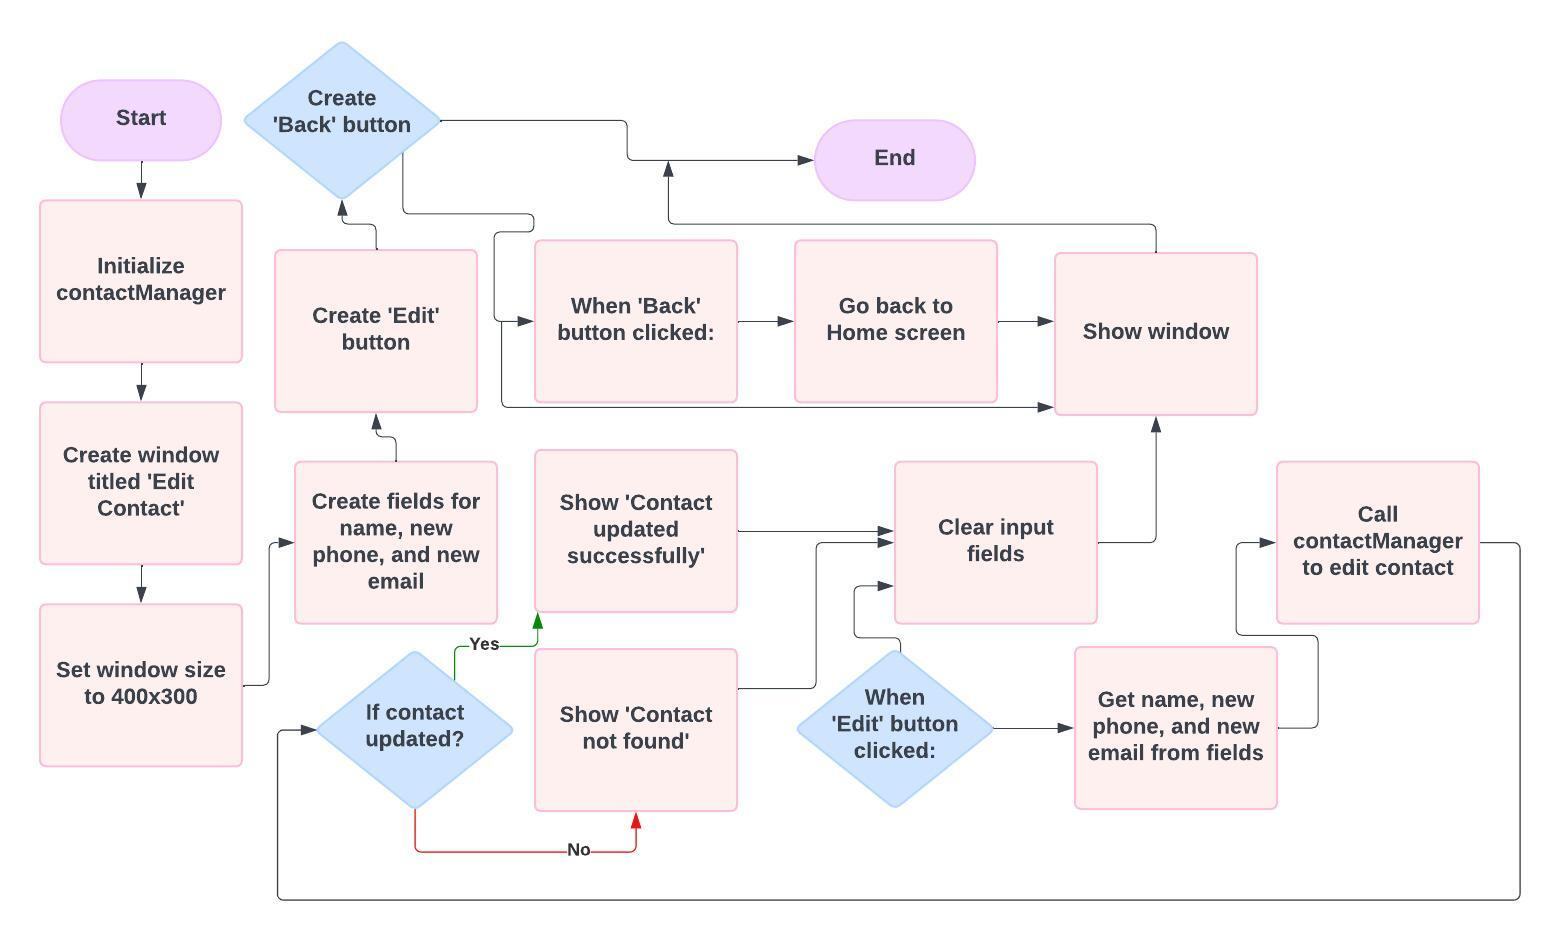 Start
Initialize
contactManager
Create window
titled 'Edit
Contact'
Set window size
to 400x300
Create fields for
name, new
phone, and new
email
Create 'Edit'
button
Create
'Back' button
End
When 'Back'
button clicked:
Go back to
Home screen
Show window
Show 'Contact
updated
successfully'
Clear input
fields
Call
contactManager
to edit contact
Yes
If contact
updated?
No
Show 'Contact
not found'
When
'Edit' button
clicked:
Get name, new
phone, and new
email from fields